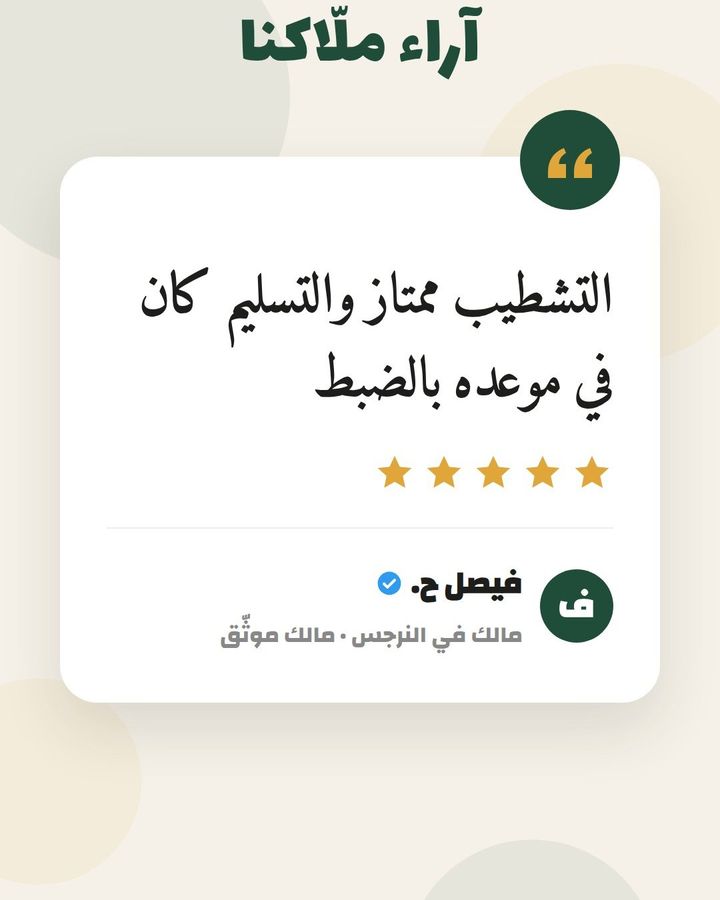 آراء ملّاكنا
“
التشطيب ممتاز والتسليم كان
في موعده بالضبط
★★★★★
ف
فيصل ح.
مالك في النرجس • مالك موثّق